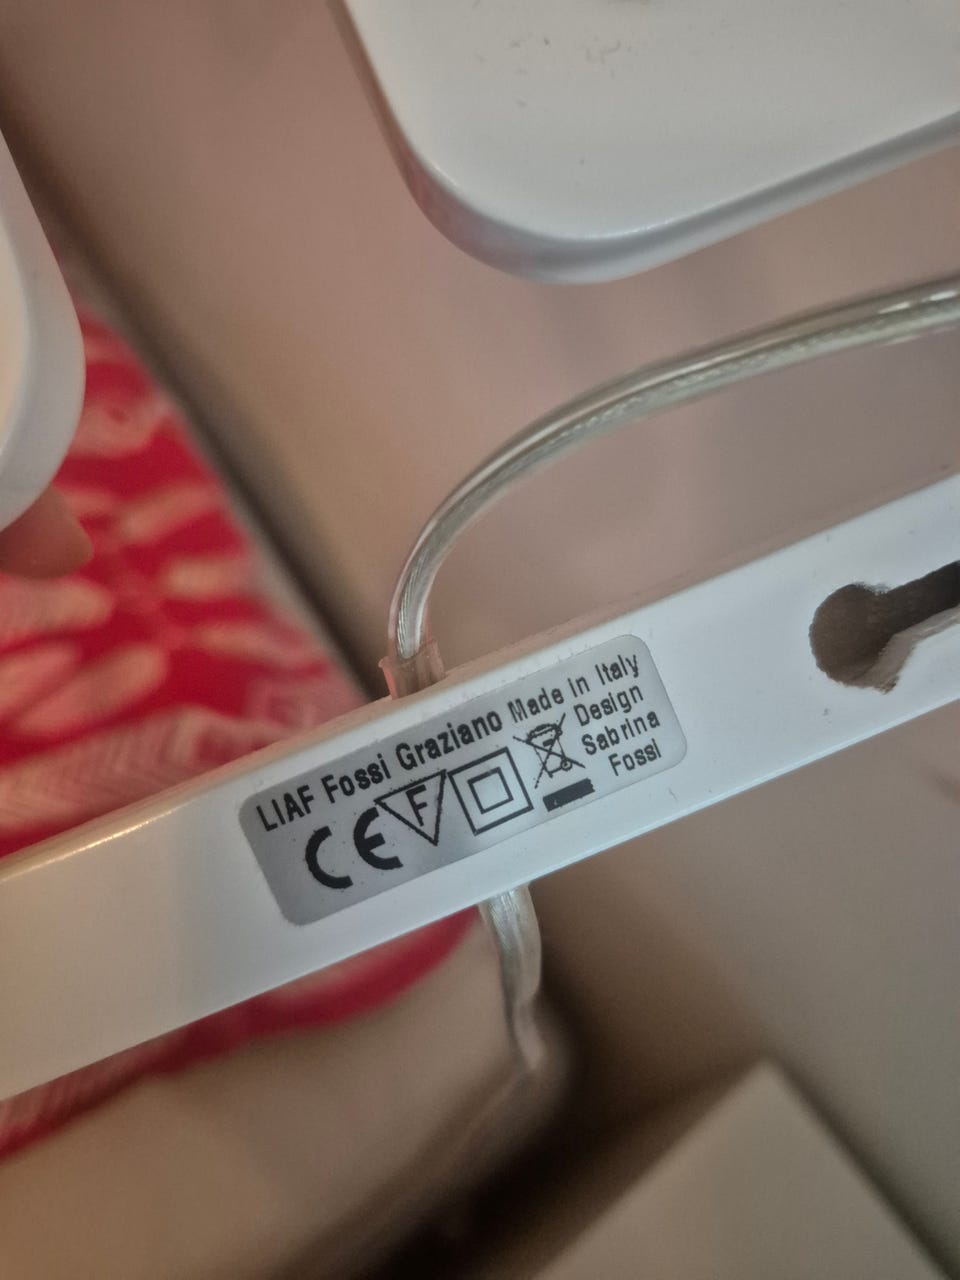 LIAF Fossi Graziano Made in Italy
CE F
Design
Sabrina
Fossi